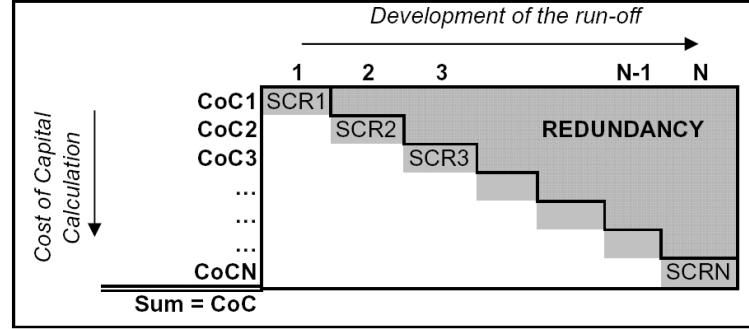 Development of the run-off
1 2 3 N-1 N
CoC1 SCR1
CoC2 SCR2 REDUNDANCY
CoC3 SCR3
...
...
...
CoCN SCRN
Sum = CoC
Cost of Capital
Calculation